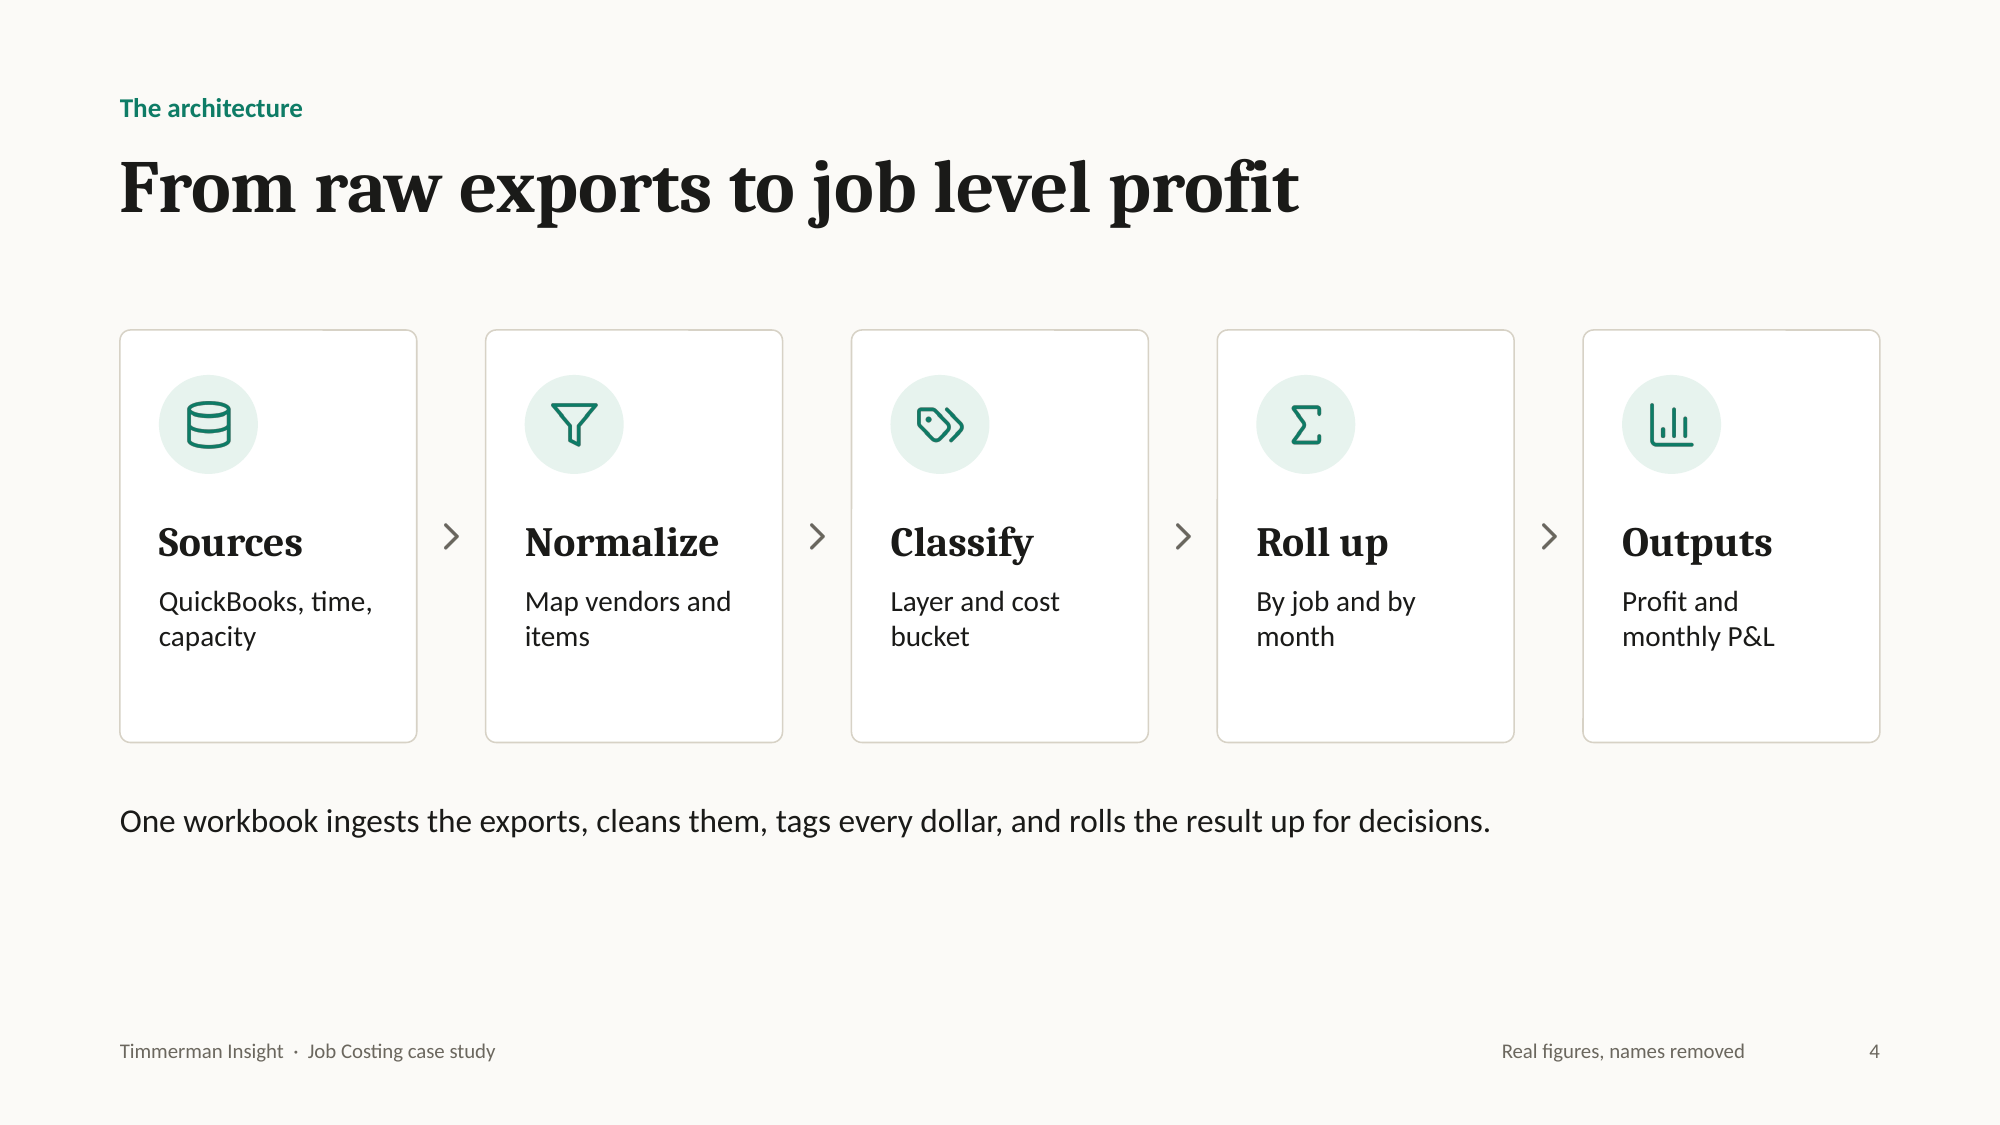 The architecture
From raw exports to job level profit
Sources
QuickBooks, time,
capacity
Normalize
Map vendors and
items
Classify
Layer and cost
bucket
Roll up
By job and by
month
Outputs
Profit and
monthly P&L
One workbook ingests the exports, cleans them, tags every dollar, and rolls the result up for decisions.
Timmerman Insight · Job Costing case study
Real figures, names removed
4